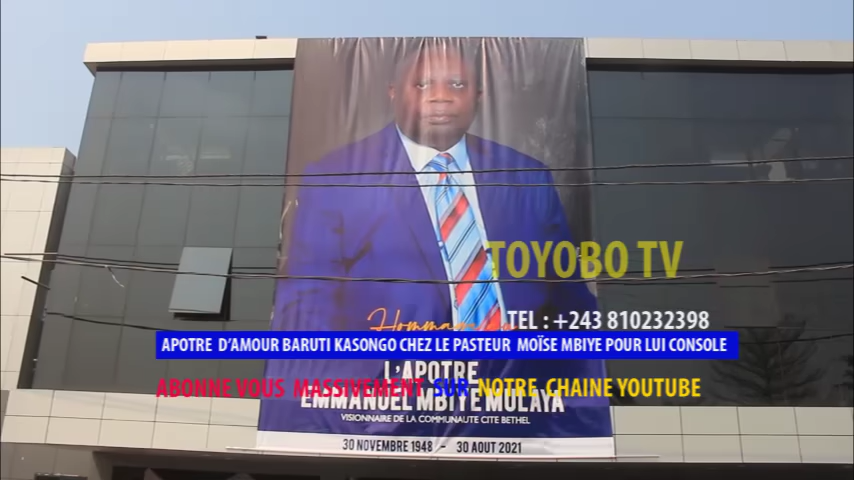 TOYOBO TV
Hommage
TEL : +243 810232398
APOTRE D'AMOUR BARUTI KASONGO CHEZ LE PASTEUR MOÏSE MBIYE POUR LUI CONSOLE
L'APOTRE
ABONNE VOUS MASSIVEMENT SUR NOTRE CHAINE YOUTUBE
EMMANUEL MBIYE MULAYA
VISIONNAIRE DE LA COMMUNAUTE CITE BETHEL
30 NOVEMBRE 1948 - 30 AOUT 2021